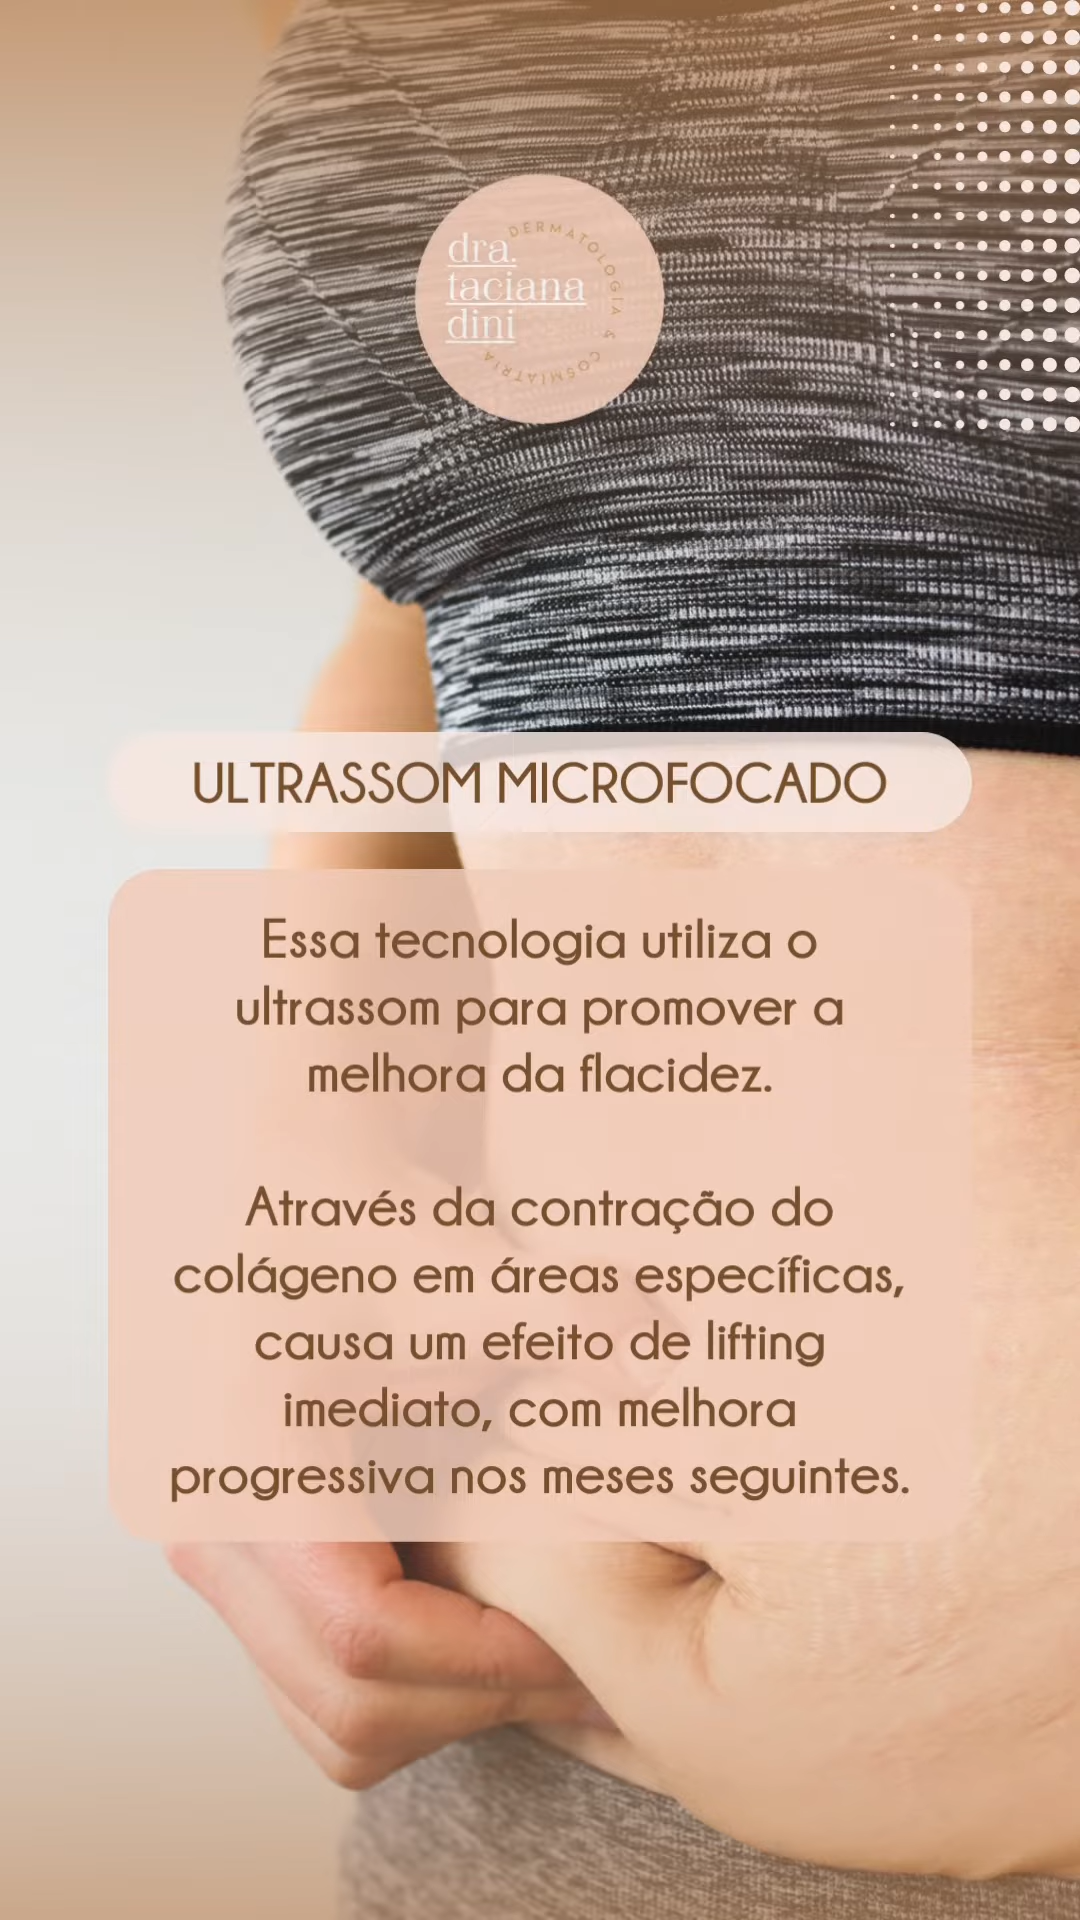 dra.
taciana
dini
DERMATOLOGIA & COSMIATRIA
ULTRASSOM MICROFOCADO
Essa tecnologia utiliza o
ultrassom para promover a
melhora da flacidez.
Através da contração do
colágeno em áreas específicas,
causa um efeito de lifting
imediato, com melhora
progressiva nos meses seguintes.